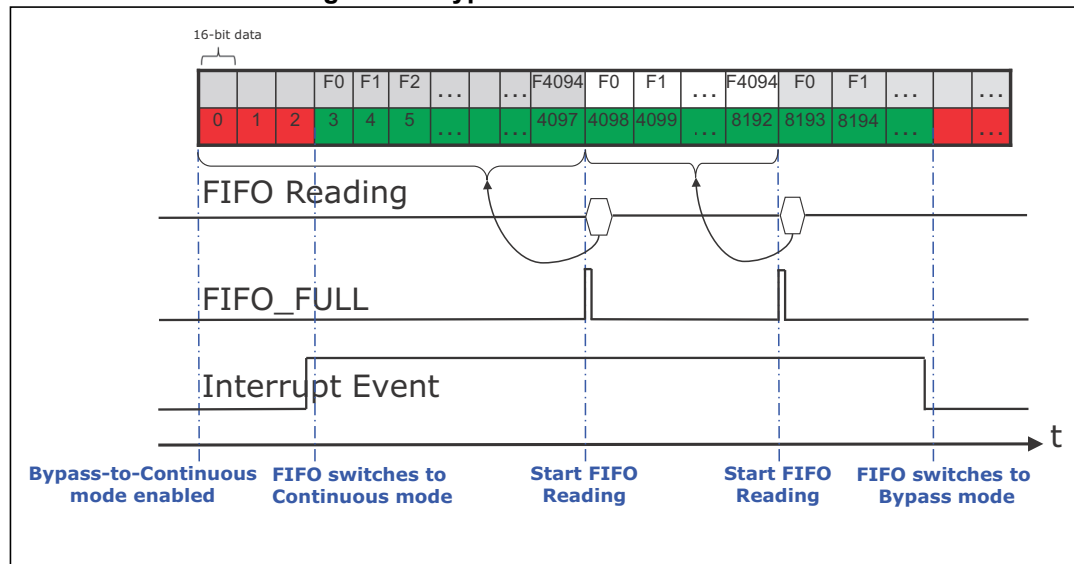 16-bit data
F0 F1 F2 ... ... F4094 F0 F1 ... F4094 F0 F1 ... ...
0 1 2 3 4 5 ... ... 4097 4098 4099 ... 8192 8193 8194 ... ...
FIFO Reading
FIFO_FULL
Interrupt Event
t
Bypass-to-Continuous mode enabled
FIFO switches to Continuous mode
Start FIFO Reading
Start FIFO Reading
FIFO switches to Bypass mode